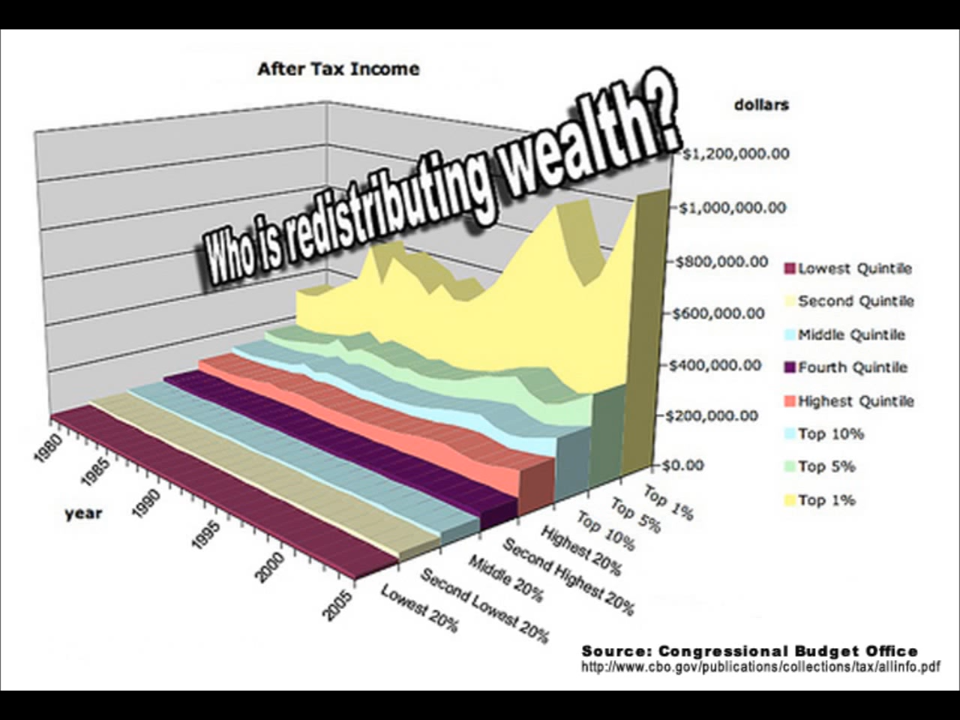 After Tax Income
Who is redistributing wealth?
dollars
$1,200,000.00
$1,000,000.00
$800,000.00
$600,000.00
$400,000.00
$200,000.00
$0.00
Lowest Quintile
Second Quintile
Middle Quintile
Fourth Quintile
Highest Quintile
Top 10%
Top 5%
Top 1%
1980
1985
1990
1995
2000
2005
year
Top 1%
Top 5%
Top 10%
Highest 20%
Second Highest 20%
Middle 20%
Second Lowest 20%
Lowest 20%
Source: Congressional Budget Office
http://www.cbo.gov/publications/collections/tax/allinfo.pdf